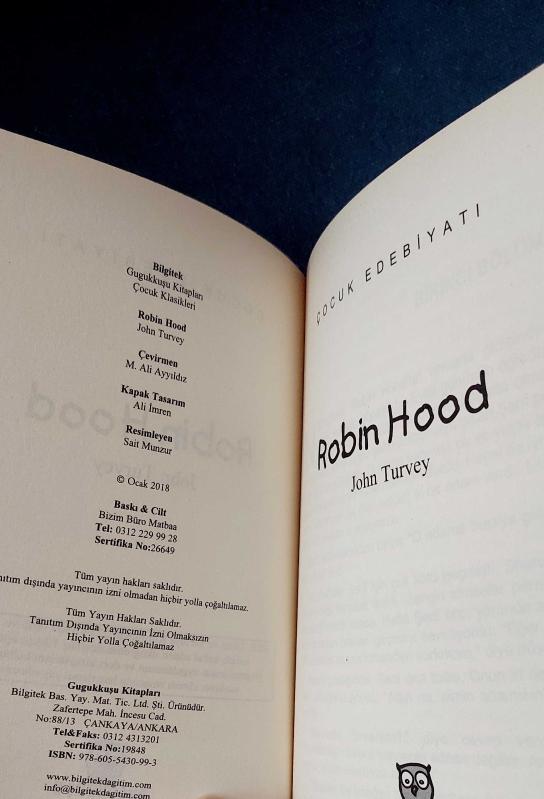 Bilgitek
Gugukkuşu Kitapları
Çocuk Klasikleri
Robin Hood
John Turvey
Çevirmen
M. Ali Ayyıldız
Kapak Tasarım
Ali İmren
Resimleyen
Sait Munzur
© Ocak 2018
Baskı & Cilt
Bizim Büro Matbaa
Tel: 0312 229 99 28
Sertifika No:26649
Tüm yayın hakları saklıdır.
dışında yayıncının izni olmadan hiçbir yolla çoğaltılamaz.
Tüm Yayın Hakları Saklıdır.
Tanıtım Dışında Yayıncının İzni Olmaksızın
Hiçbir Yolla Çoğaltılamaz
Gugukkuşu Kitapları
Bilgitek Bas. Yay. Mat. Tic. Ltd. Şti. Ürünüdür.
Zafertepe Mah. İncesu Cad.
No:88/13 ÇANKAYA/ANKARA
Tel&Faks: 0312 4313201
Sertifika No:19848
ISBN: 978-605-5430-99-3
www.bilgitekdagitim.com
info@bilgitekdagitim.com
ÇOCUK EDEBİYATI
Robin Hood
John Turvey